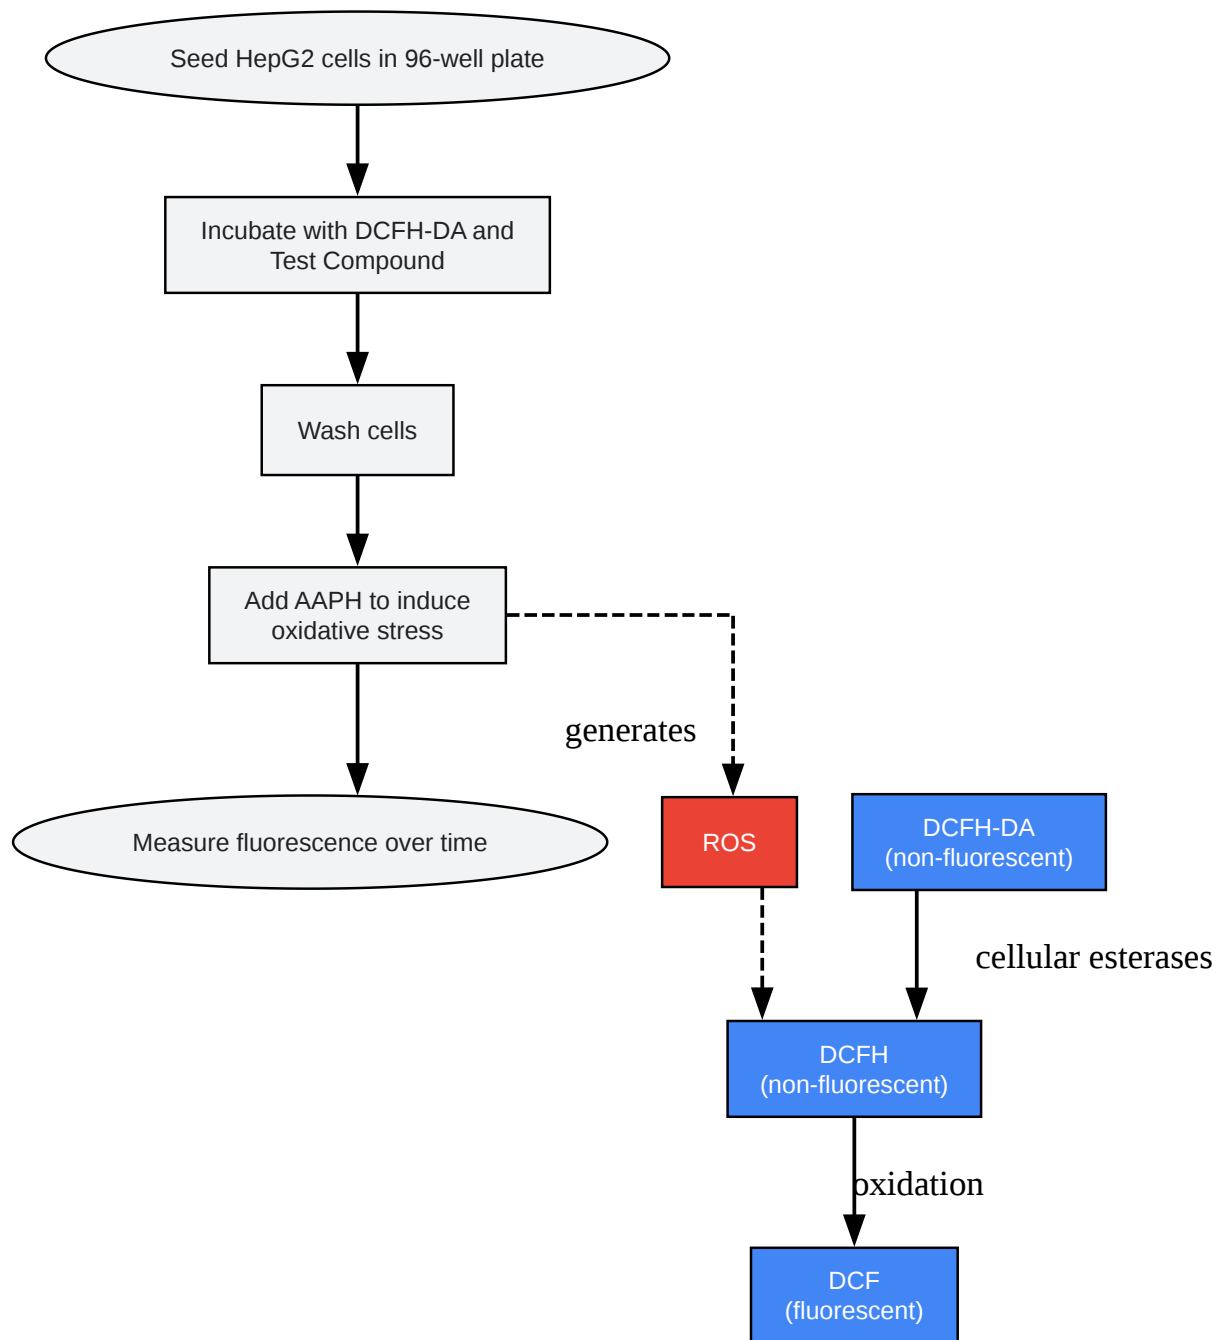 Seed HepG2 cells in 96-well plate
Incubate with DCFH-DA and
Test Compound
Wash cells
Add AAPH to induce
oxidative stress
generates
Measure fluorescence over time
ROS
DCFH-DA
(non-fluorescent)
cellular esterases
DCFH
(non-fluorescent)
oxidation
DCF
(fluorescent)